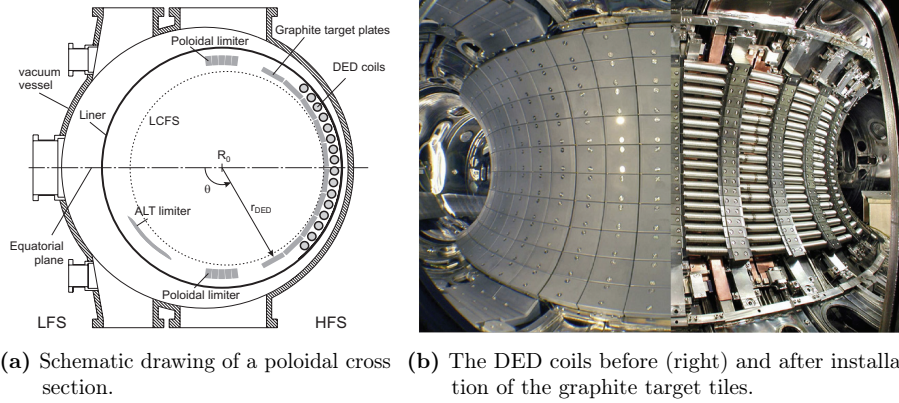 Poloidal limiter
Graphite target plates
DED coils
vacuum
vessel
Liner
LCFS
R0
θ
rDED
ALT limiter
Equatorial
plane
Poloidal limiter
LFS
HFS
(a) Schematic drawing of a poloidal cross
section.
(b) The DED coils before (right) and after installa-
tion of the graphite target tiles.